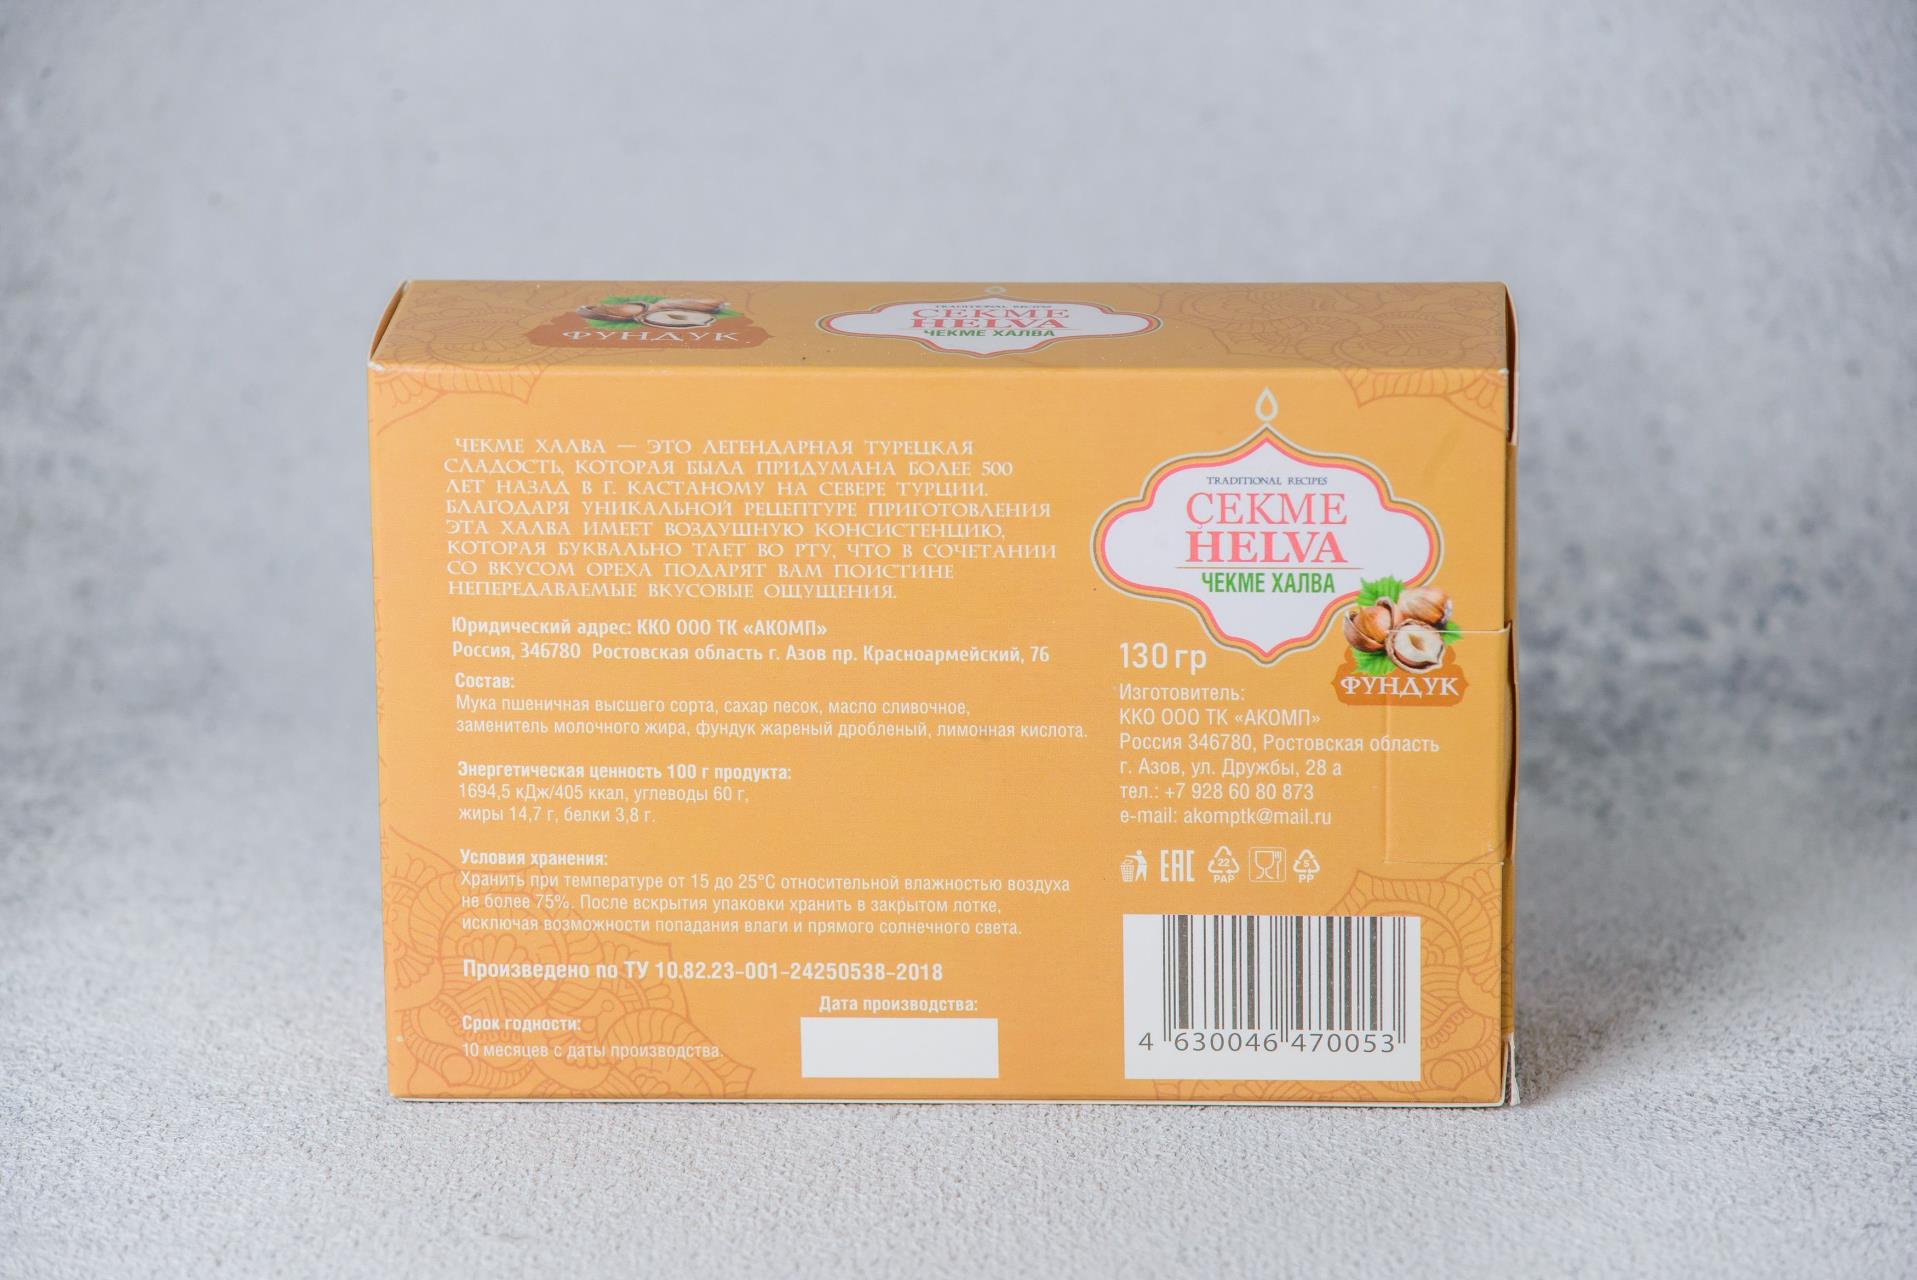 ФУНДУК
TRADITIONAL RECIPES
ÇEKME
HELVA
ЧЕКМЕ ХАЛВА
ЧЕКМЕ ХАЛВА — ЭТО ЛЕГЕНДАРНАЯ ТУРЕЦКАЯ
СЛАДОСТЬ, КОТОРАЯ БЫЛА ПРИДУМАНА БОЛЕЕ 500
ЛЕТ НАЗАД В Г. КАСТАНОМУ НА СЕВЕРЕ ТУРЦИИ.
БЛАГОДАРЯ УНИКАЛЬНОЙ РЕЦЕПТУРЕ ПРИГОТОВЛЕНИЯ
ЭТА ХАЛВА ИМЕЕТ ВОЗДУШНУЮ КОНСИСТЕНЦИЮ,
КОТОРАЯ БУКВАЛЬНО ТАЕТ ВО РТУ, ЧТО В СОЧЕТАНИИ
СО ВКУСОМ ОРЕХА ПОДАРЯТ ВАМ ПОИСТИНЕ
НЕПЕРЕДАВАЕМЫЕ ВКУСОВЫЕ ОЩУЩЕНИЯ.
Юридический адрес: ККО ООО ТК «АКОМП»
Россия, 346780 Ростовская область г. Азов пр. Красноармейский, 76
Состав:
Мука пшеничная высшего сорта, сахар песок, масло сливочное,
заменитель молочного жира, фундук жареный дробленый, лимонная кислота.
Энергетическая ценность 100 г продукта:
1694,5 кДж/405 ккал, углеводы 60 г,
жиры 14,7 г, белки 3,8 г.
Условия хранения:
Хранить при температуре от 15 до 25°С относительной влажностью воздуха
не более 75%. После вскрытия упаковки хранить в закрытом лотке,
исключая возможности попадания влаги и прямого солнечного света.
Произведено по ТУ 10.82.23-001-24250538-2018
Дата производства:
Срок годности:
10 месяцев с даты производства.
TRADITIONAL RECIPES
ÇEKME
HELVA
ЧЕКМЕ ХАЛВА
ФУНДУК
130 гр
Изготовитель:
ККО ООО ТК «АКОМП»
Россия 346780, Ростовская область
г. Азов, ул. Дружбы, 28 а
тел.: +7 928 60 80 873
e-mail: akomptk@mail.ru
EAC 22 PAP 5 PP
4 630046 470053